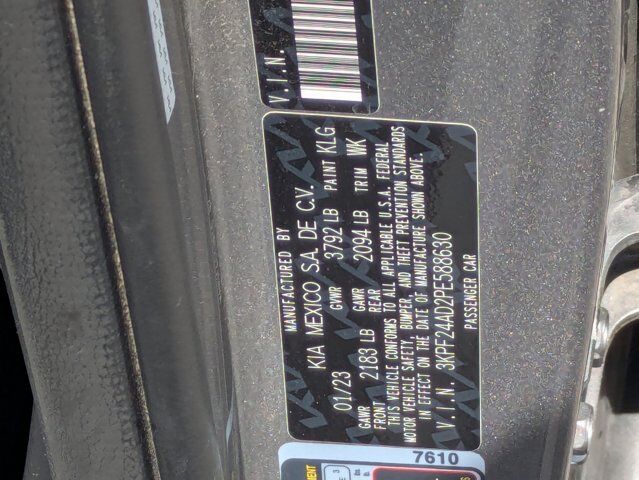 V.I.N.
MANUFACTURED BY
KIA MEXICO S.A. DE C.V.
01/23 GVWR 3792 LB PAINT KLG
GAWR FRONT 2183 LB GAWR REAR 2094 LB TRIM WK
THIS VEHICLE CONFORMS TO ALL APPLICABLE U.S.A. FEDERAL
MOTOR VEHICLE SAFETY, BUMPER, AND THEFT PREVENTION STANDARDS
IN EFFECT ON THE DATE OF MANUFACTURE SHOWN ABOVE.
V.I.N. 3KPF24AD2PE588630
PASSENGER CAR
7610